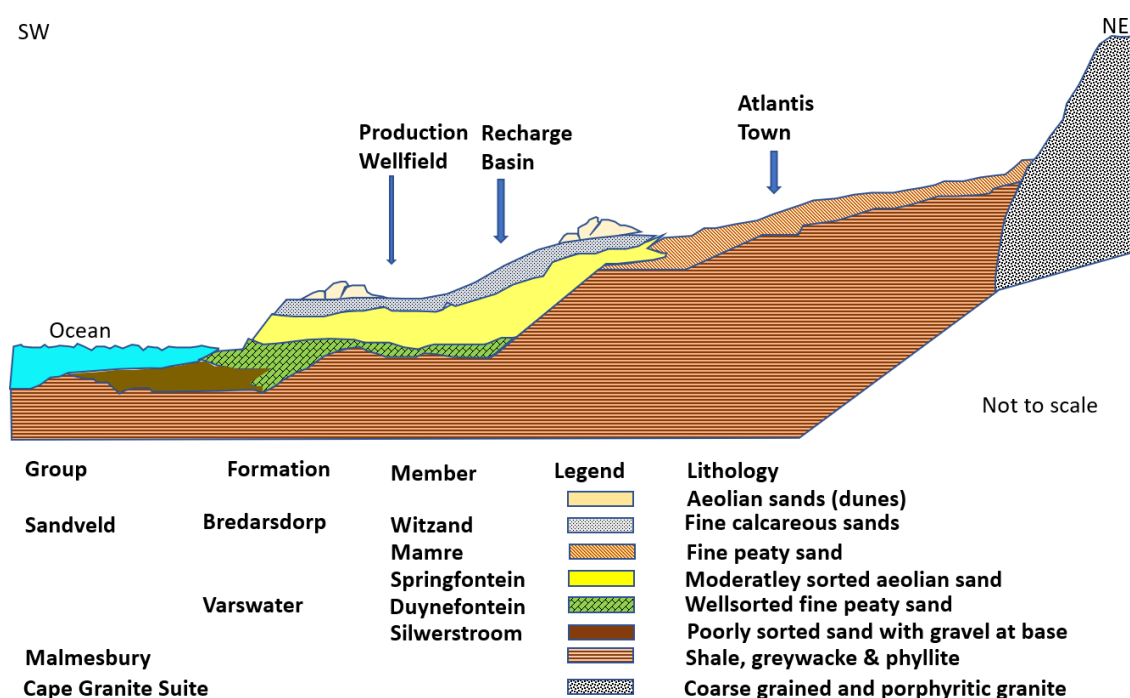 SW
NE
Atlantis
Town
Production
Wellfield
Recharge
Basin
Ocean
Not to scale
Group Formation Member Legend Lithology
Aeolian sands (dunes)
Sandveld Bredarsdorp Witzand Fine calcareous sands
Mamre Fine peaty sand
Springfontein Moderatley sorted aeolian sand
Varswater Duynefontein Wellsorted fine peaty sand
Silwerstroom Poorly sorted sand with gravel at base
Malmesbury Shale, greywacke & phyllite
Cape Granite Suite Coarse grained and porphyritic granite